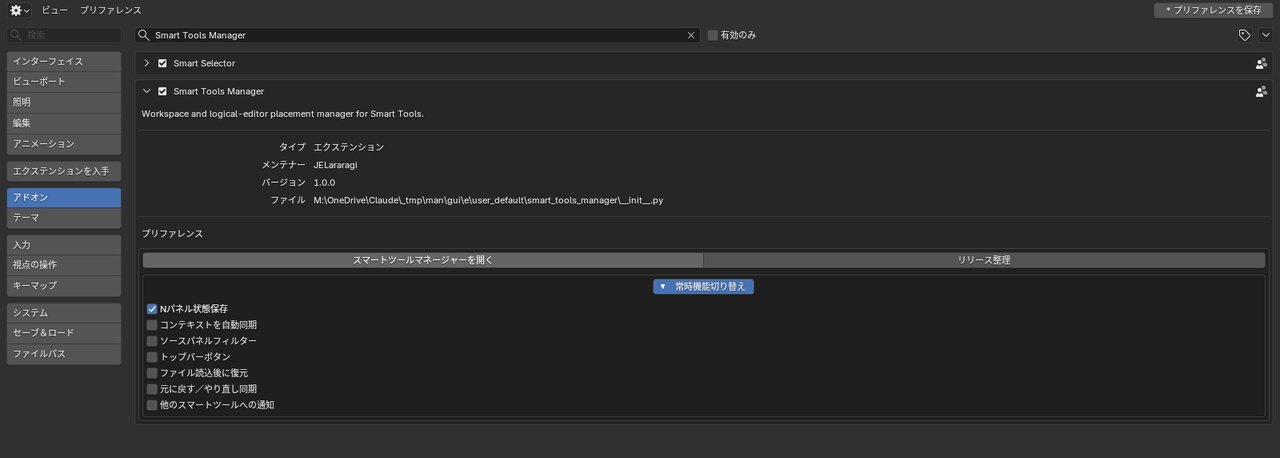 ビュー プリファレンス * プリファレンスを保存
検索 Smart Tools Manager 有効のみ
インターフェイス
ビューポート
照明
編集
アニメーション
エクステンションを入手
アドオン
テーマ
入力
視点の操作
キーマップ
システム
セーブ＆ロード
ファイルパス
Smart Selector
Smart Tools Manager
Workspace and logical-editor placement manager for Smart Tools.
タイプ エクステンション
メンテナー JELararagi
バージョン 1.0.0
ファイル M:\OneDrive\Claude\_tmp\man\gui\e\user_default\smart_tools_manager\__init__.py
プリファレンス
スマートツールマネージャーを開く リリース整理
▼ 常時機能切り替え
Nパネル状態保存
コンテキストを自動同期
ソースパネルフィルター
トップバーボタン
ファイル読込後に復元
元に戻す／やり直し同期
他のスマートツールへの通知